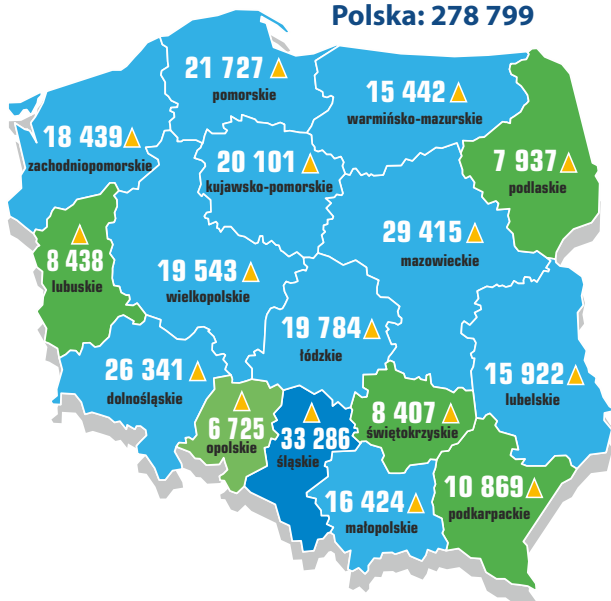 Polska: 278 799
21 727
pomorskie
15 442
warmińsko-mazurskie
18 439
zachodniopomorskie
20 101
kujawsko-pomorskie
7 937
podlaskie
29 415
mazowieckie
8 438
lubuskie
19 543
wielkopolskie
19 784
łódzkie
26 341
dolnośląskie
15 922
lubelskie
6 725
opolskie
33 286
śląskie
8 407
świętokrzyskie
16 424
małopolskie
10 869
podkarpackie